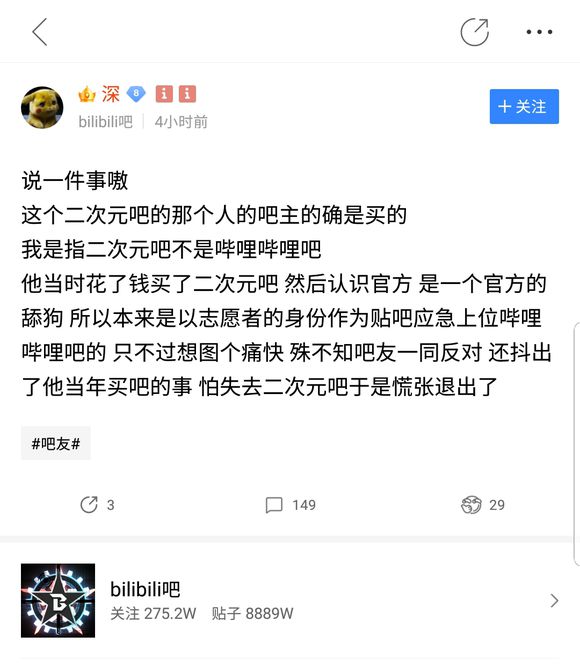 深 8
bilibili吧 4小时前
+ 关注
说一件事嗷
这个二次元吧的那个人的吧主的确是买的
我是指二次元吧不是哔哩哔哩吧
他当时花了钱买了二次元吧 然后认识官方 是一个官方的
舔狗 所以本来是以志愿者的身份作为贴吧应急上位哔哩
哔哩吧的 只不过想图个痛快 殊不知吧友一同反对 还抖出
了他当年买吧的事 怕失去二次元吧于是慌张退出了
#吧友#
3 149 29
bilibili吧
关注 275.2W 贴子 8889W